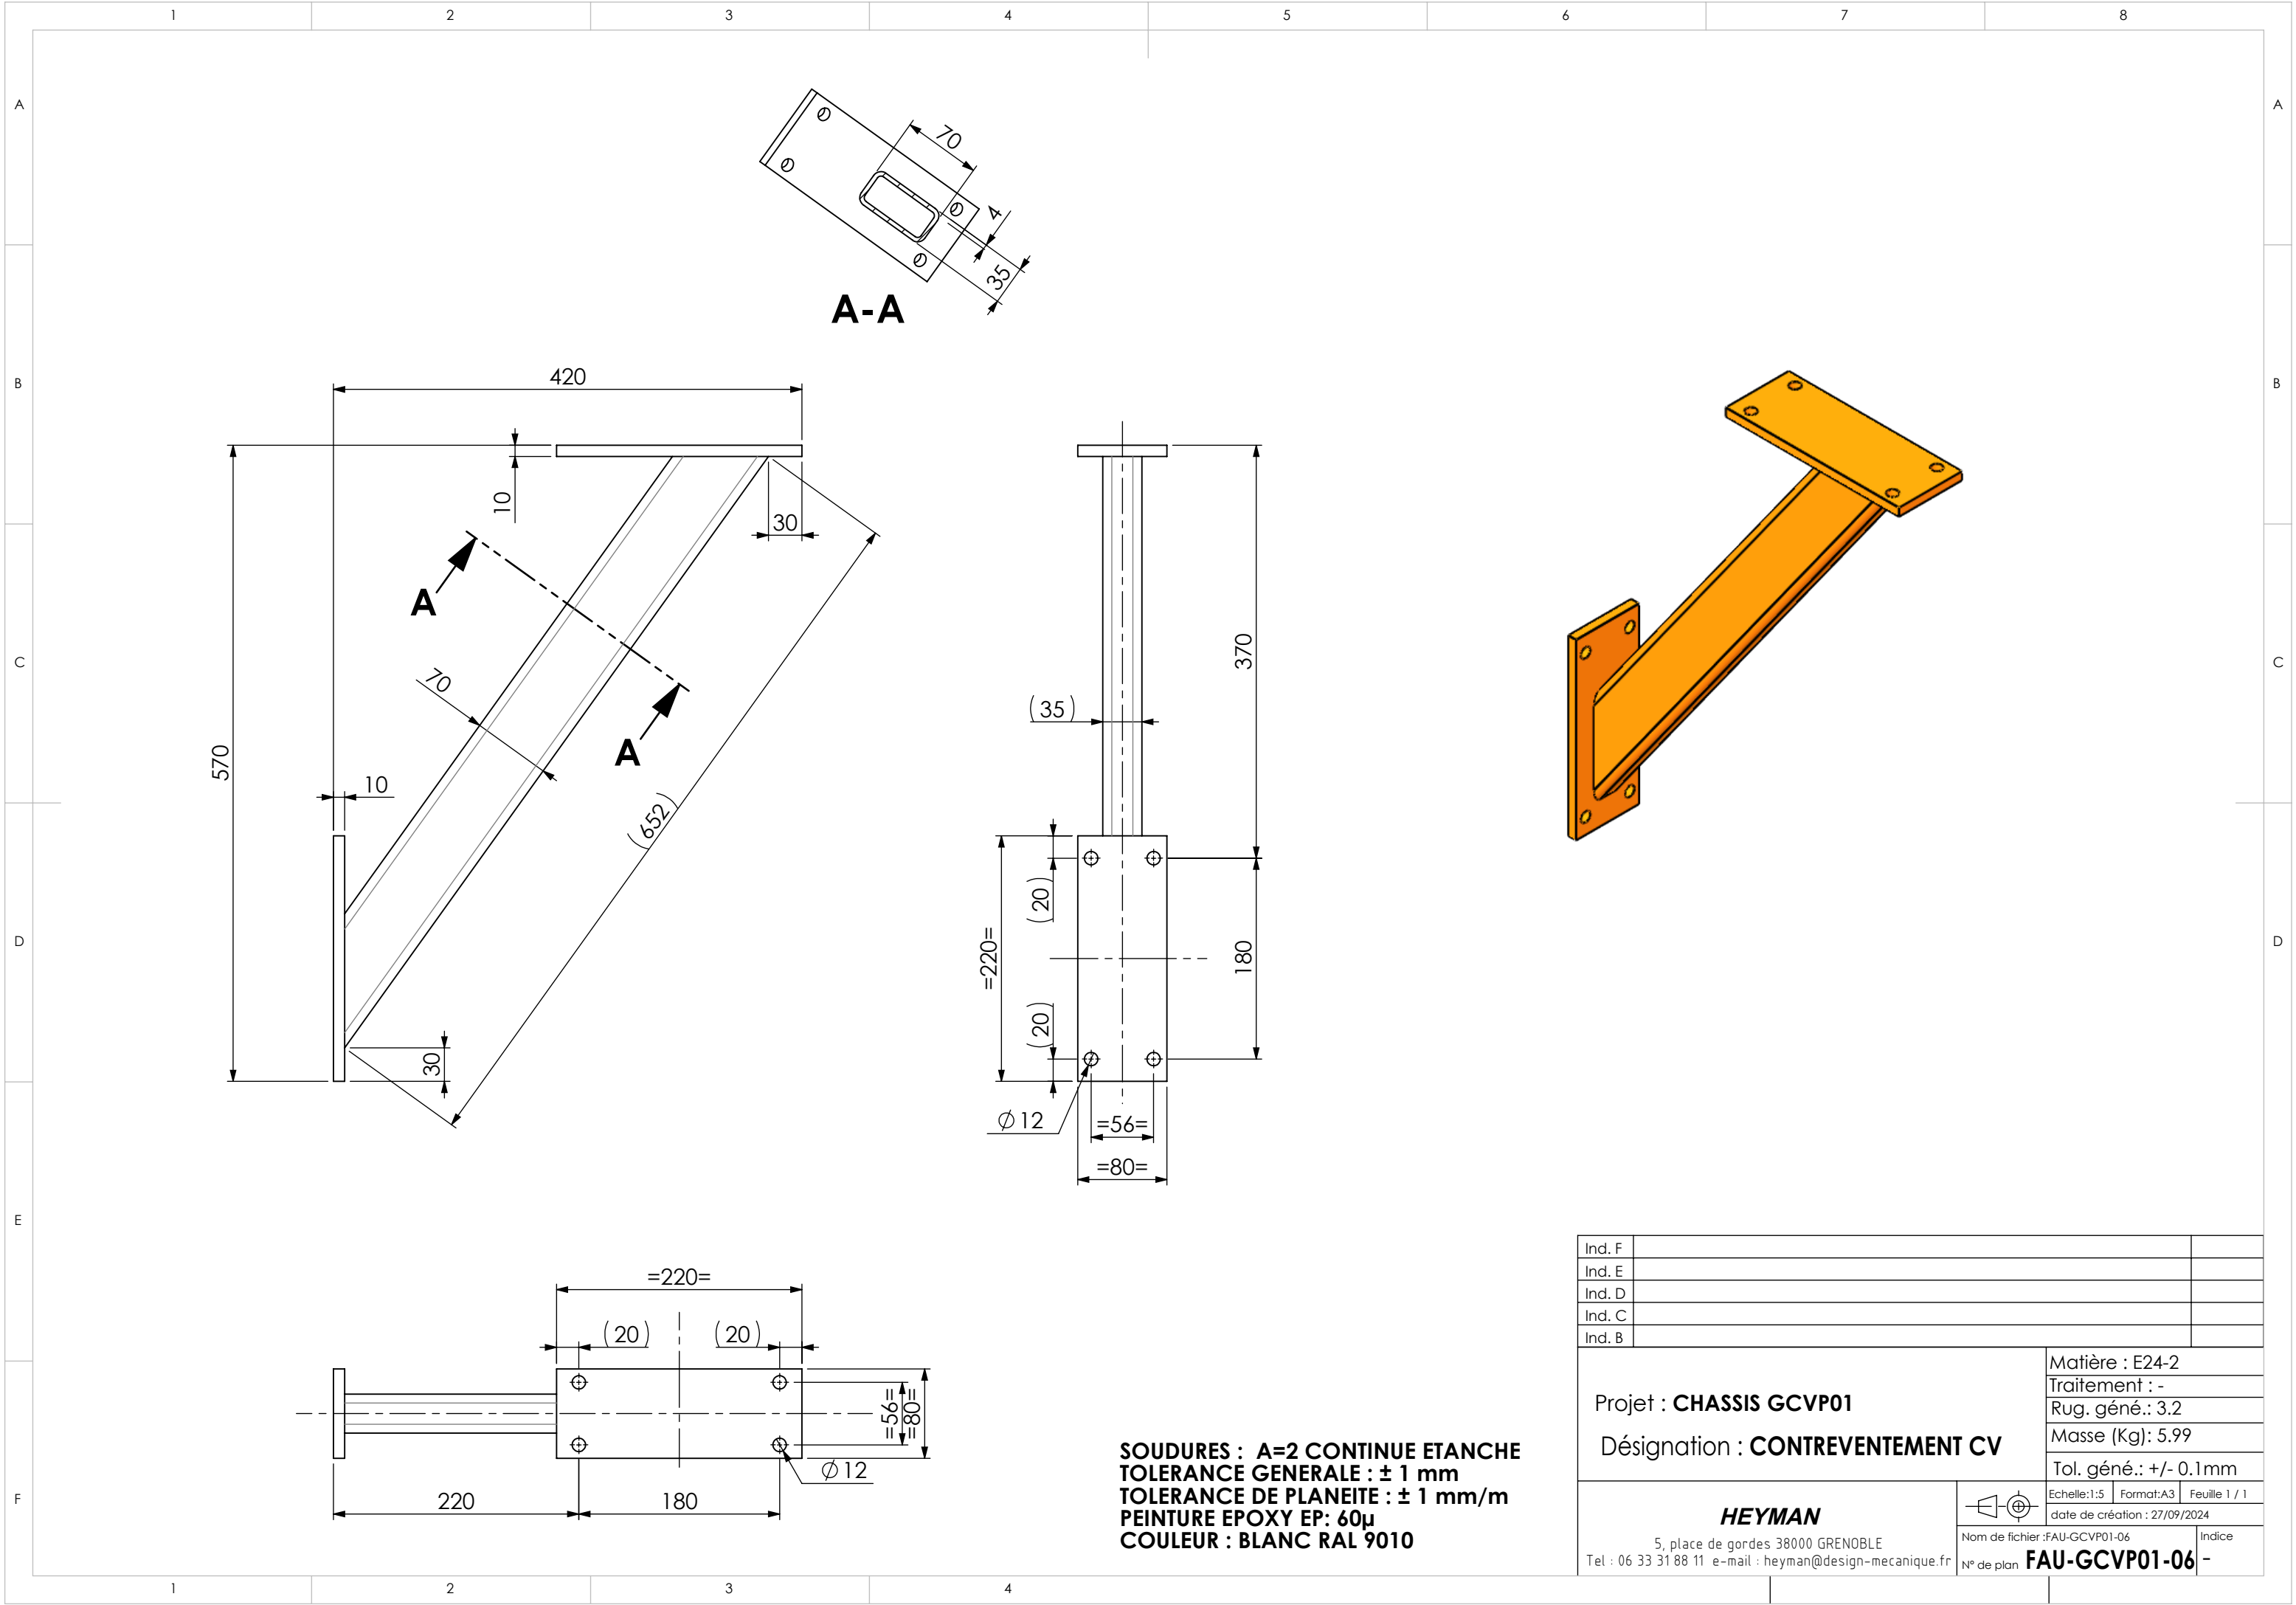 1 2 3 4 5 6 7 8
A A
70
4
35
A-A
B B
420
10
30
A
C C
70
A
570
10
(652)
30
370
(35)
(20)
=220=
180
(20)
Ø12
=56=
=80=
D D
E
=220=
(20) (20)
=56=
=80=
Ø12
220 180
F
SOUDURES : A=2 CONTINUE ETANCHE
TOLERANCE GENERALE : ± 1 mm
TOLERANCE DE PLANEITE : ± 1 mm/m
PEINTURE EPOXY EP: 60µ
COULEUR : BLANC RAL 9010
Ind. F
Ind. E
Ind. D
Ind. C
Ind. B
Projet : CHASSIS GCVP01
Désignation : CONTREVENTEMENT CV
Matière : E24-2
Traitement : -
Rug. géné.: 3.2
Masse (Kg): 5.99
Tol. géné.: +/- 0.1mm
HEYMAN
5, place de gordes 38000 GRENOBLE
Tel : 06 33 31 88 11 e-mail : heyman@design-mecanique.fr
Echelle:1:5 Format:A3 Feuille 1 / 1
date de création : 27/09/2024
Nom de fichier :FAU-GCVP01-06 Indice
N° de plan FAU-GCVP01-06 -
1 2 3 4